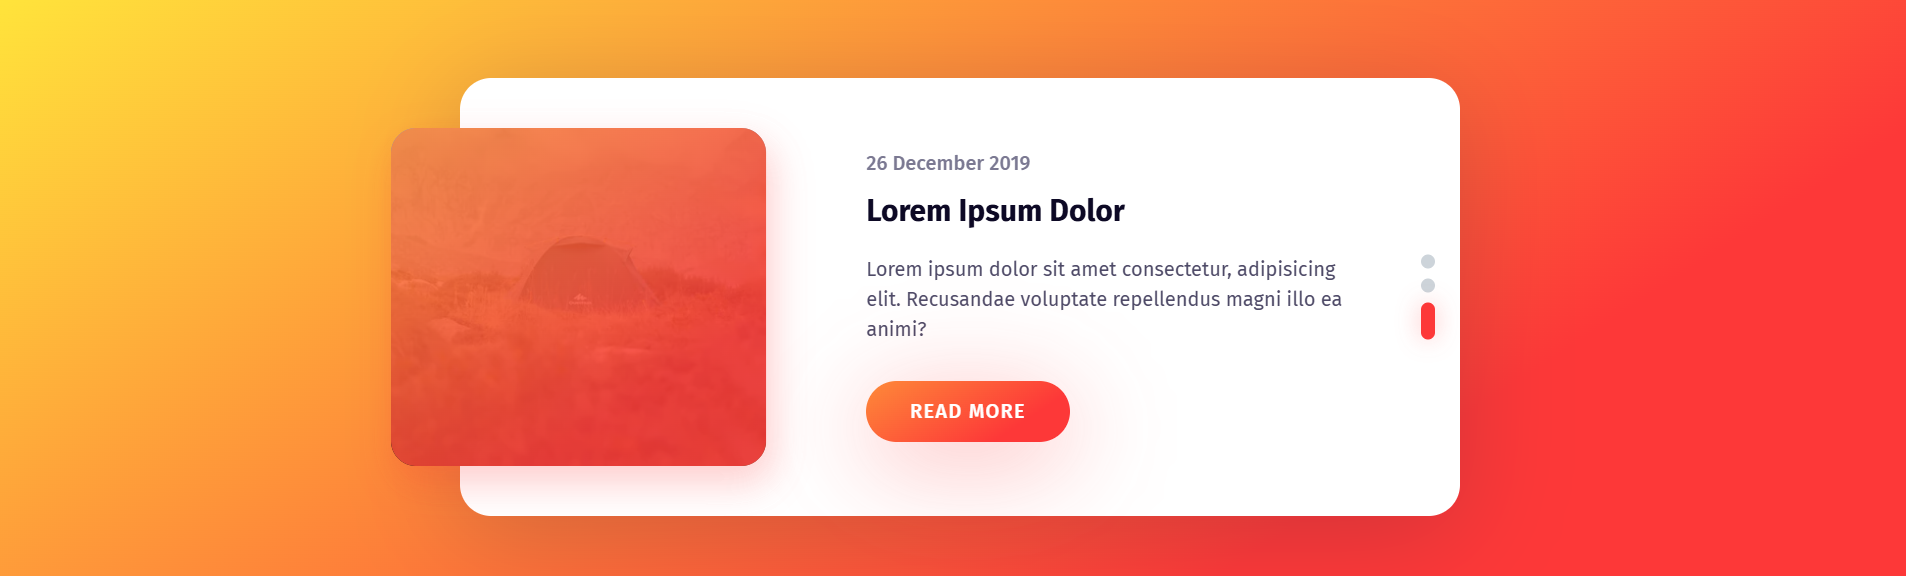 26 December 2019
Lorem Ipsum Dolor
Lorem ipsum dolor sit amet consectetur, adipisicing
elit. Recusandae voluptate repellendus magni illo ea
animi?
READ MORE